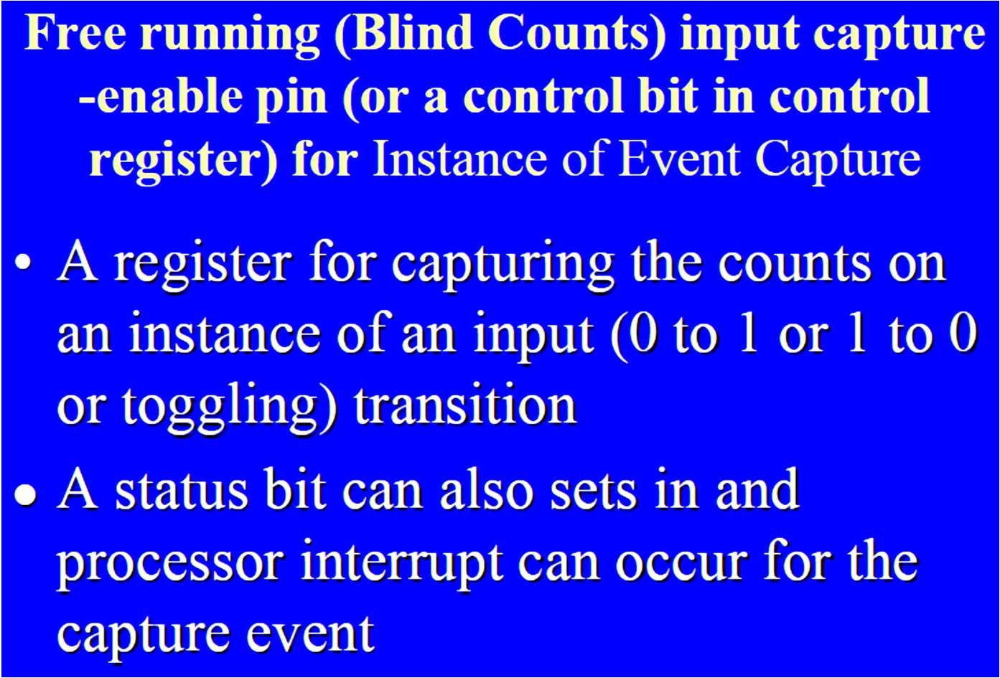 Free running (Blind Counts) input capture
-enable pin (or a control bit in control
register) for Instance of Event Capture
• A register for capturing the counts on
an instance of an input (0 to 1 or 1 to 0
or toggling) transition
• A status bit can also sets in and
processor interrupt can occur for the
capture event